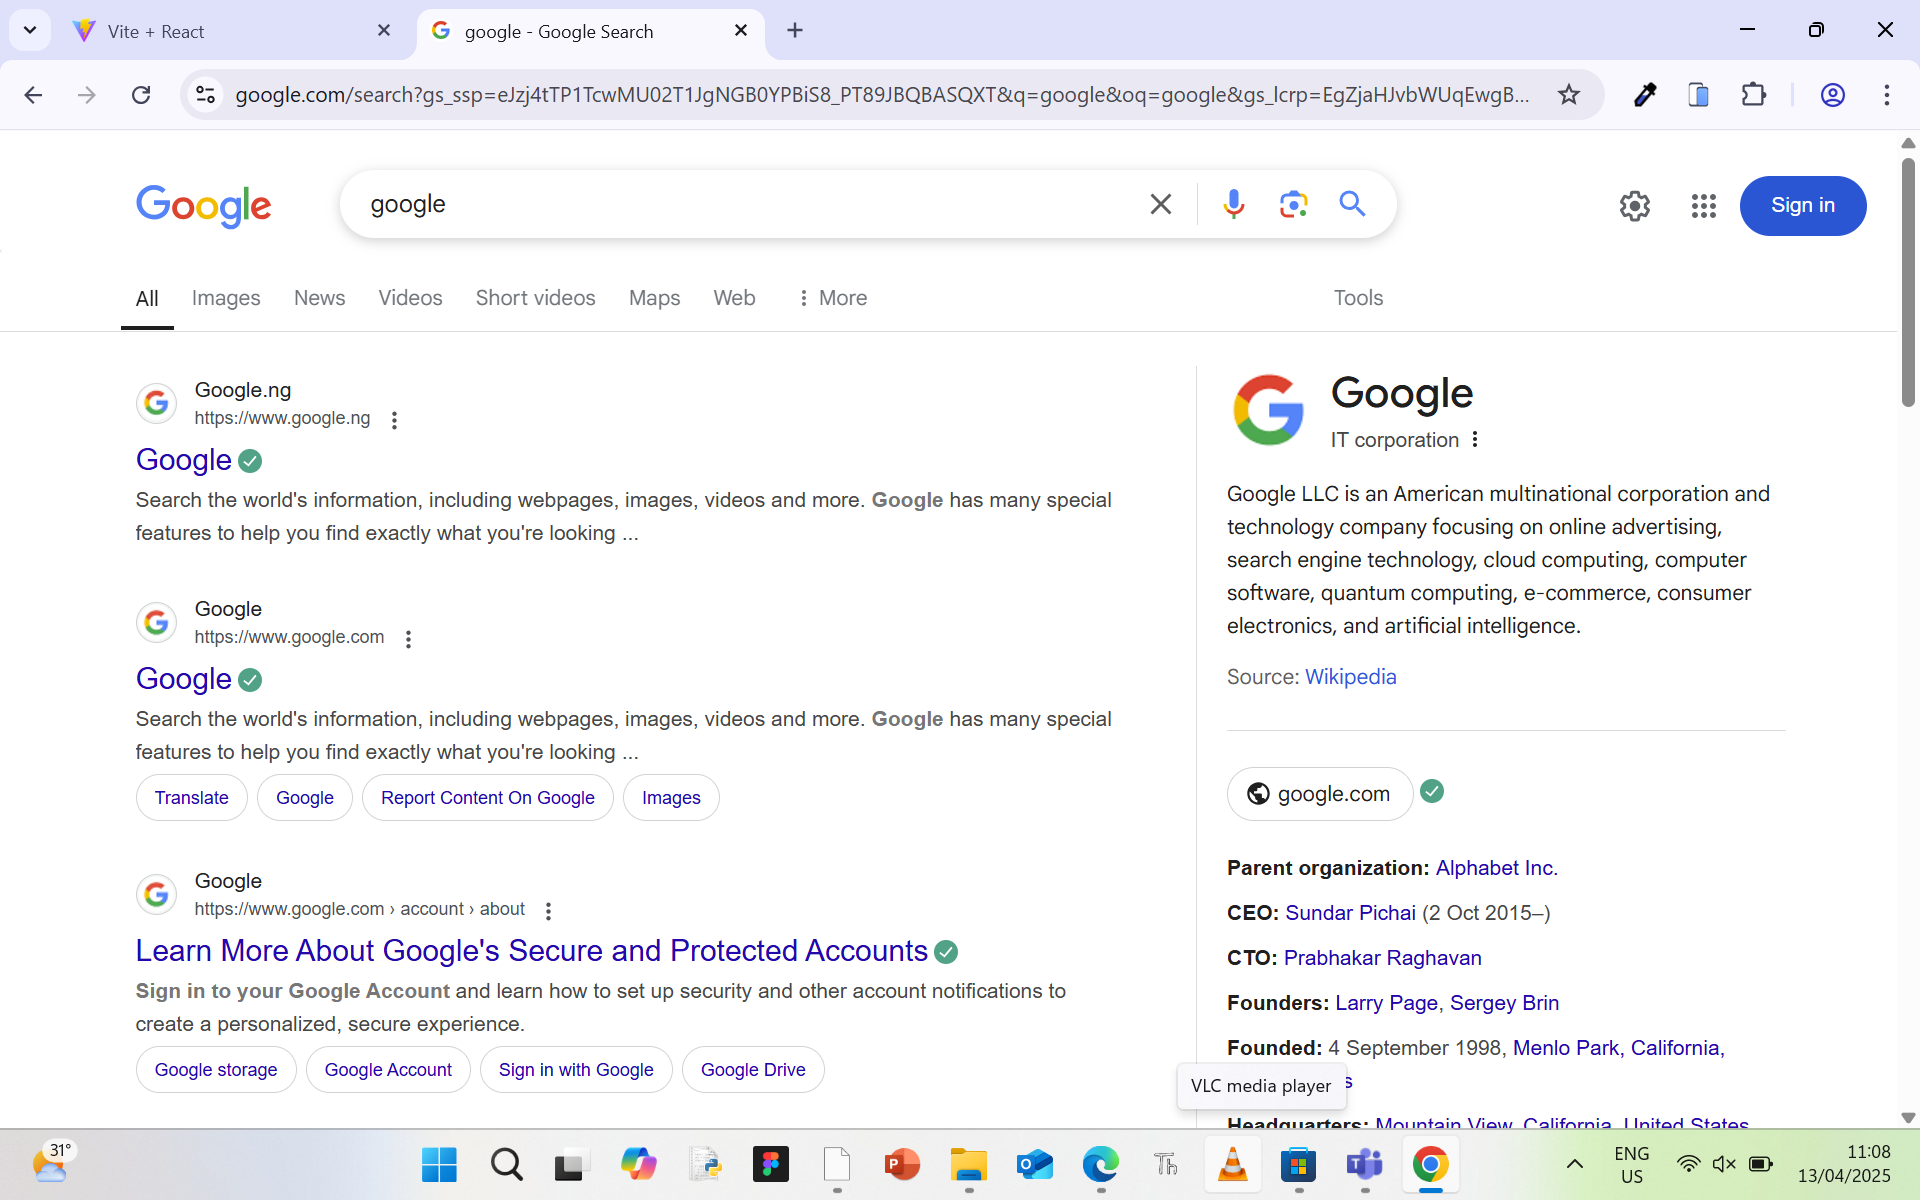 Vite + React
google - Google Search
google.com/search?gs_ssp=eJzj4tTP1TcwMU02T1JgNGB0YPBiS8_PT89JBQBASQXT&q=google&oq=google&gs_lcrp=EgZjaHJvbWUqEwgB...
Google
google
Sign in
All
Images
News
Videos
Short videos
Maps
Web
More
Tools
Google.ng
https://www.google.ng
Google
Search the world's information, including webpages, images, videos and more. Google has many special
features to help you find exactly what you're looking ...
Google
https://www.google.com
Google
Search the world's information, including webpages, images, videos and more. Google has many special
features to help you find exactly what you're looking ...
Translate
Google
Report Content On Google
Images
Google
https://www.google.com › account › about
Learn More About Google's Secure and Protected Accounts
Sign in to your Google Account and learn how to set up security and other account notifications to
create a personalized, secure experience.
Google storage
Google Account
Sign in with Google
Google Drive
Google
IT corporation
Google LLC is an American multinational corporation and
technology company focusing on online advertising,
search engine technology, cloud computing, computer
software, quantum computing, e-commerce, consumer
electronics, and artificial intelligence.
Source: Wikipedia
google.com
Parent organization: Alphabet Inc.
CEO: Sundar Pichai (2 Oct 2015–)
CTO: Prabhakar Raghavan
Founders: Larry Page, Sergey Brin
Founded: 4 September 1998, Menlo Park, California,
VLC media player
Headquarters: Mountain View, California, United States
31°
Th
ENG
US
11:08
13/04/2025